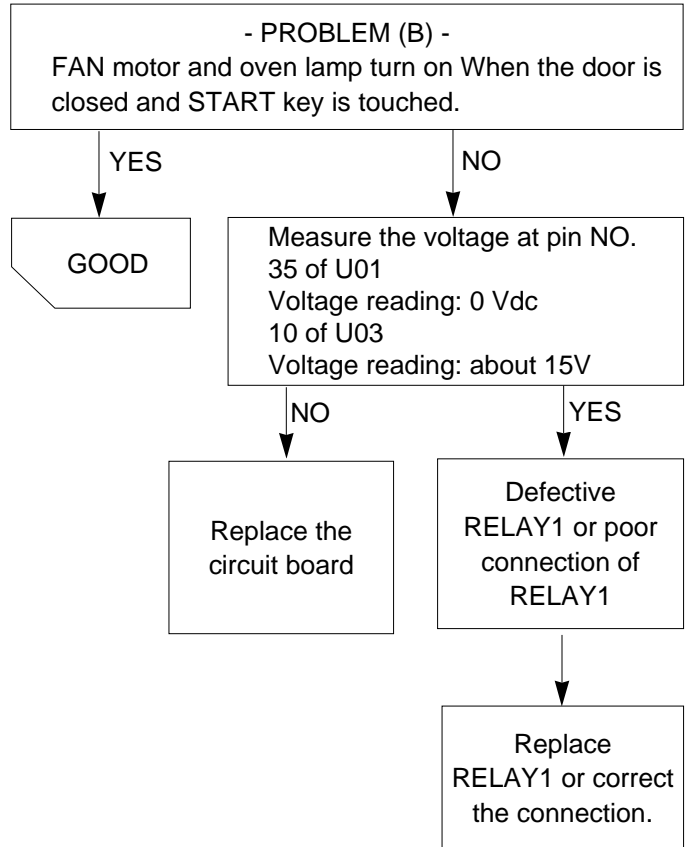 - PROBLEM (B) -
FAN motor and oven lamp turn on When the door is
closed and START key is touched.
YES
NO
GOOD
Measure the voltage at pin NO.
35 of U01
Voltage reading: 0 Vdc
10 of U03
Voltage reading: about 15V
NO
YES
Replace the
circuit board
Defective
RELAY1 or poor
connection of
RELAY1
Replace
RELAY1 or correct
the connection.